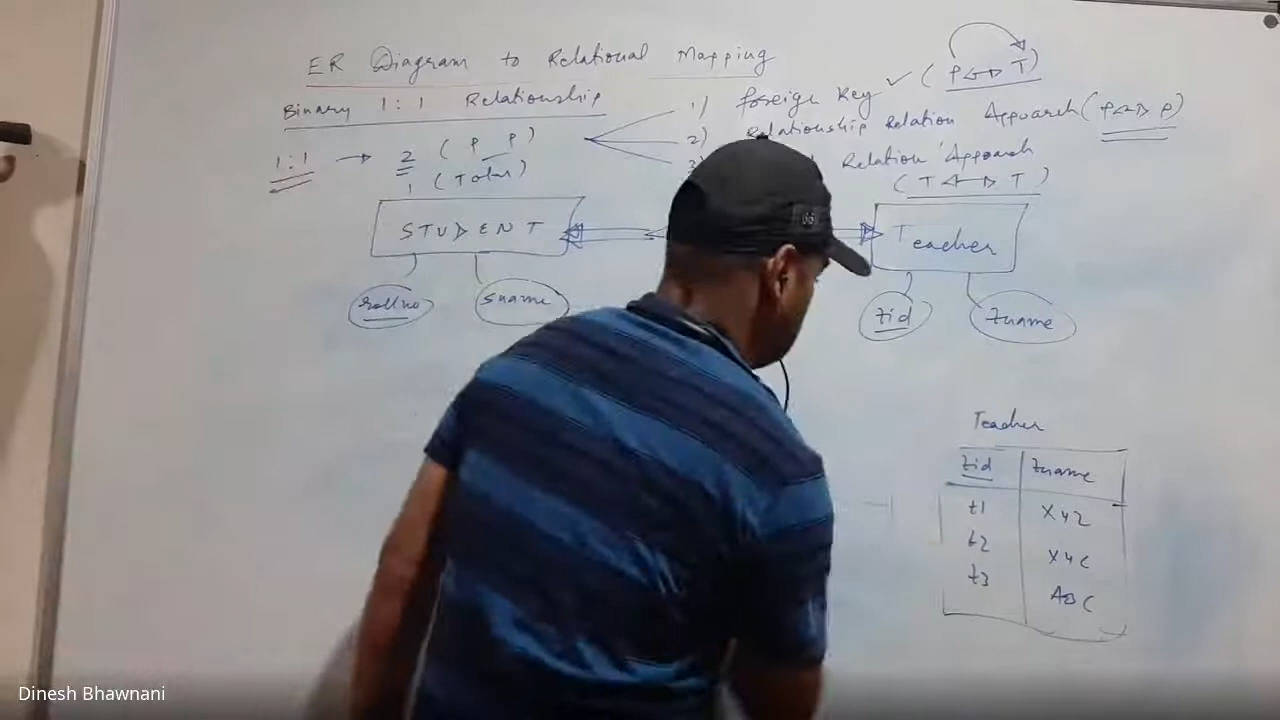 ER Diagram to Relational Mapping
( P ↔ T )
Binary 1 : 1 Relationship
1) foreign Key ✓
2) Relationship Relation Approach ( P ↔ P )
3) Relation Approach
( T ↔ T )
1:1 → 2 ( P P )
1 ( Total )
STUDENT
Teacher
rollno
sname
tid
tname
Teacher
tid tname
t1 XYZ
t2 XYC
t3 ABC
Dinesh Bhawnani